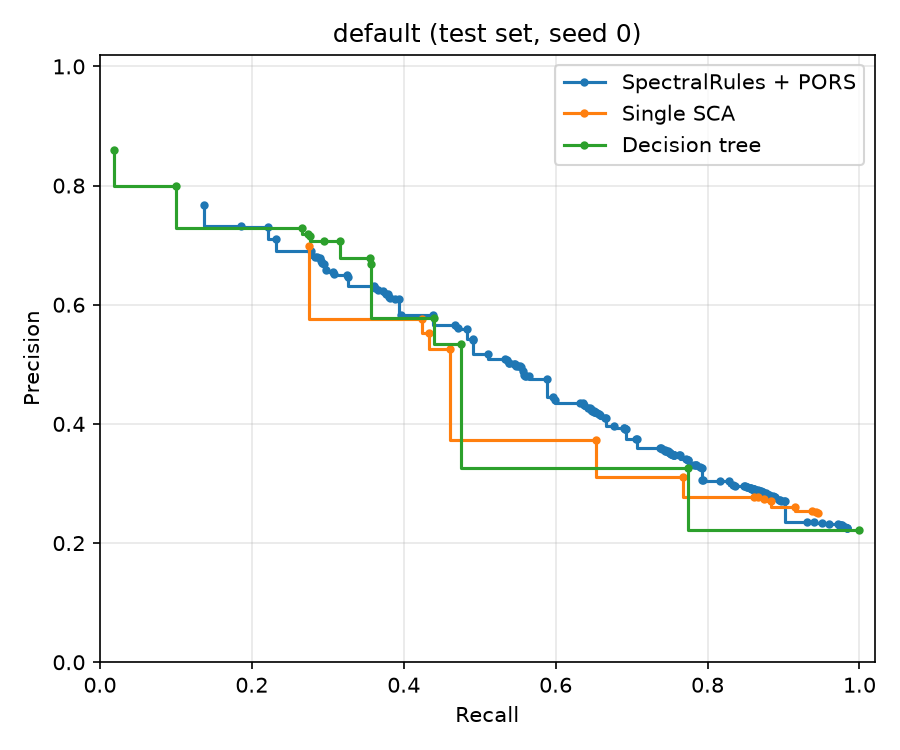 default (test set, seed 0)
SpectralRules + PORS
Single SCA
Decision tree
Precision
1.0
0.8
0.6
0.4
0.2
0.0
0.0 0.2 0.4 0.6 0.8 1.0
Recall